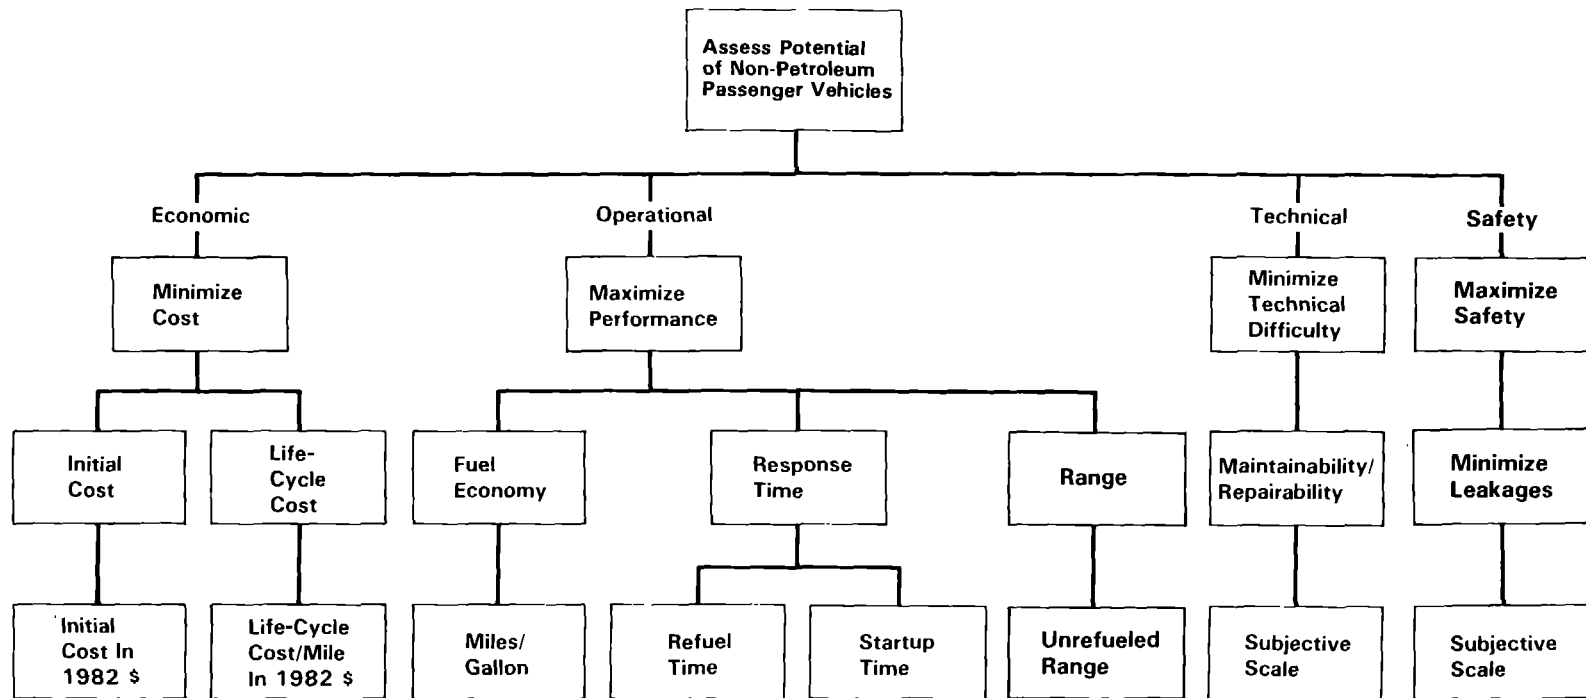 Assess Potential
of Non-Petroleum
Passenger Vehicles
Economic
Operational
Technical
Safety
Minimize
Cost
Maximize
Performance
Minimize
Technical
Difficulty
Maximize
Safety
Initial
Cost
Life-
Cycle
Cost
Fuel
Economy
Response
Time
Range
Maintainability/
Repairability
Minimize
Leakages
Initial
Cost In
1982 $
Life-Cycle
Cost/Mile
In 1982 $
Miles/
Gallon
Refuel
Time
Startup
Time
Unrefueled
Range
Subjective
Scale
Subjective
Scale